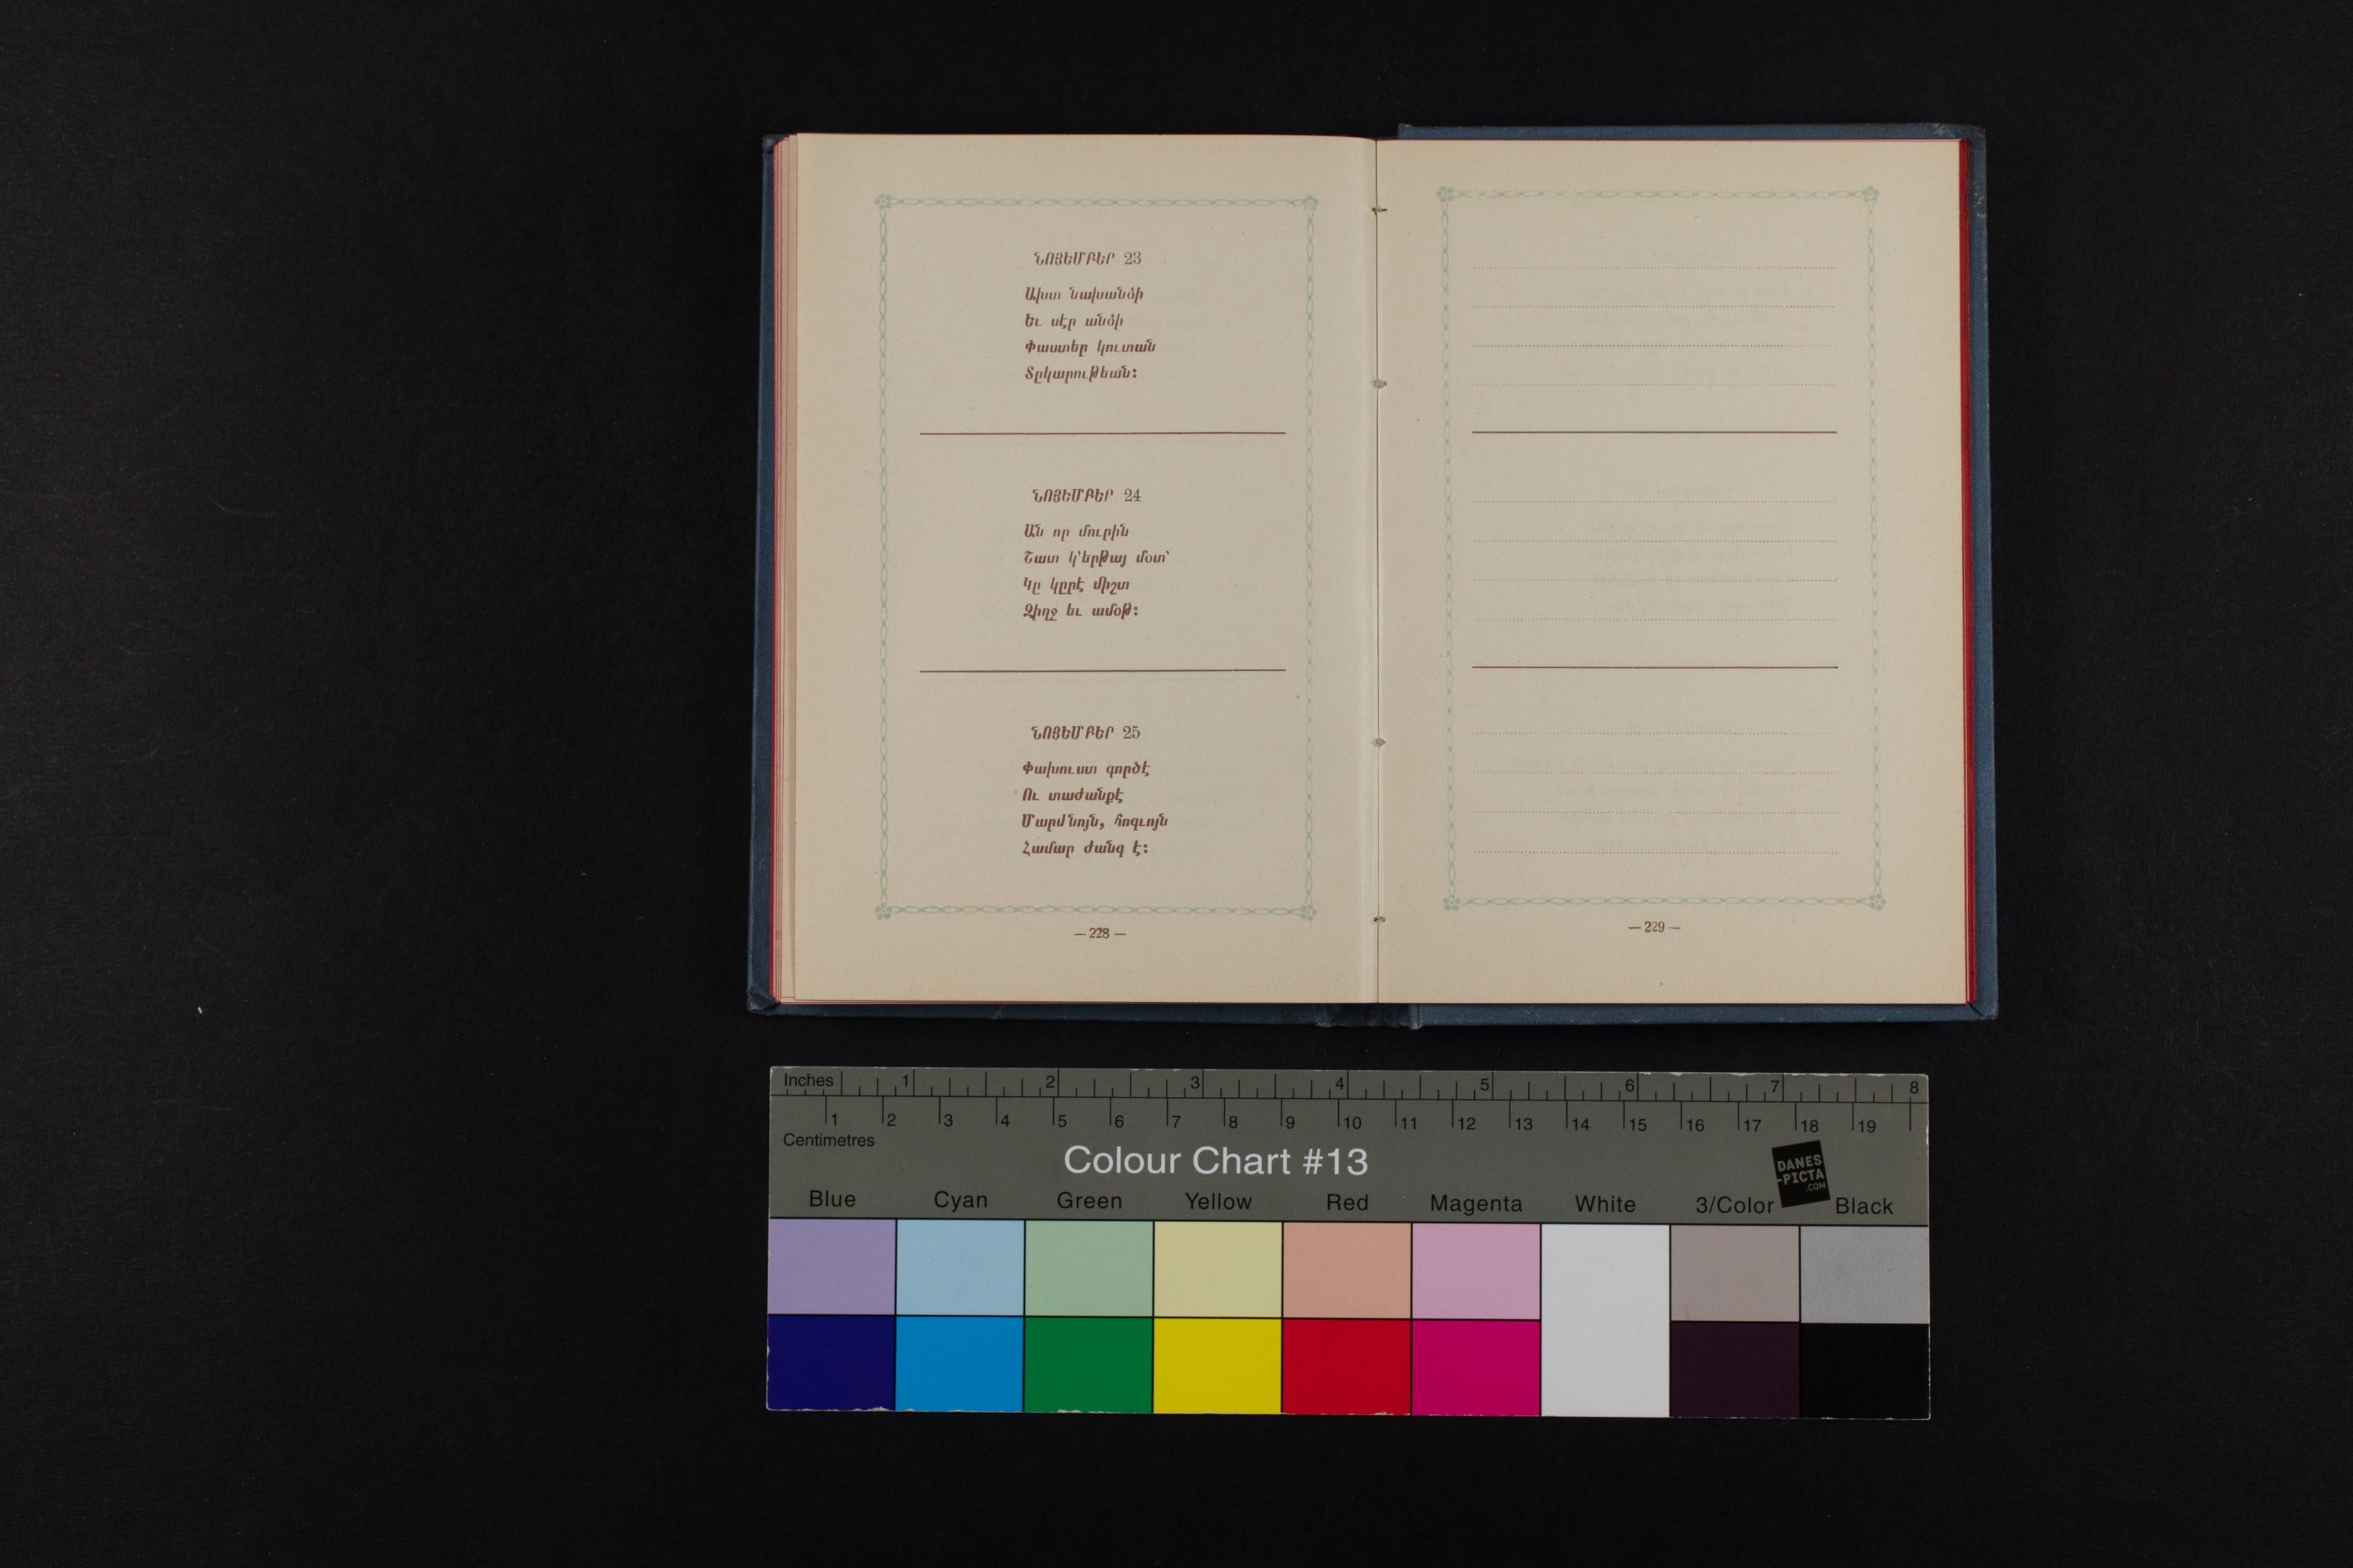 ՆՈՅԵՄԲԵՐ 23
Ախտ նախանձի
Եւ սէր անձի
Փաստեր կուտան
Տըկարութեան:
ՆՈՅԵՄԲԵՐ 24
Ան որ մուրին
Շատ կ՚երթայ մօտ՝
Կը կըրէ միշտ
Զիղջ եւ ամօթ:
ՆՈՅԵՄԲԵՐ 25
Փախուստ գործէ
Ու տաժանքէ
Մարմնոյն, հոգւոյն
Համար ժանգ է:
— 228 —
— 229 —
Inches 1 2 3 4 5 6 7 8
1 2 3 4 5 6 7 8 9 10 11 12 13 14 15 16 17 18 19
Centimetres
Colour Chart #13
DANES
-PICTA
.COM
Blue Cyan Green Yellow Red Magenta White 3/Color Black